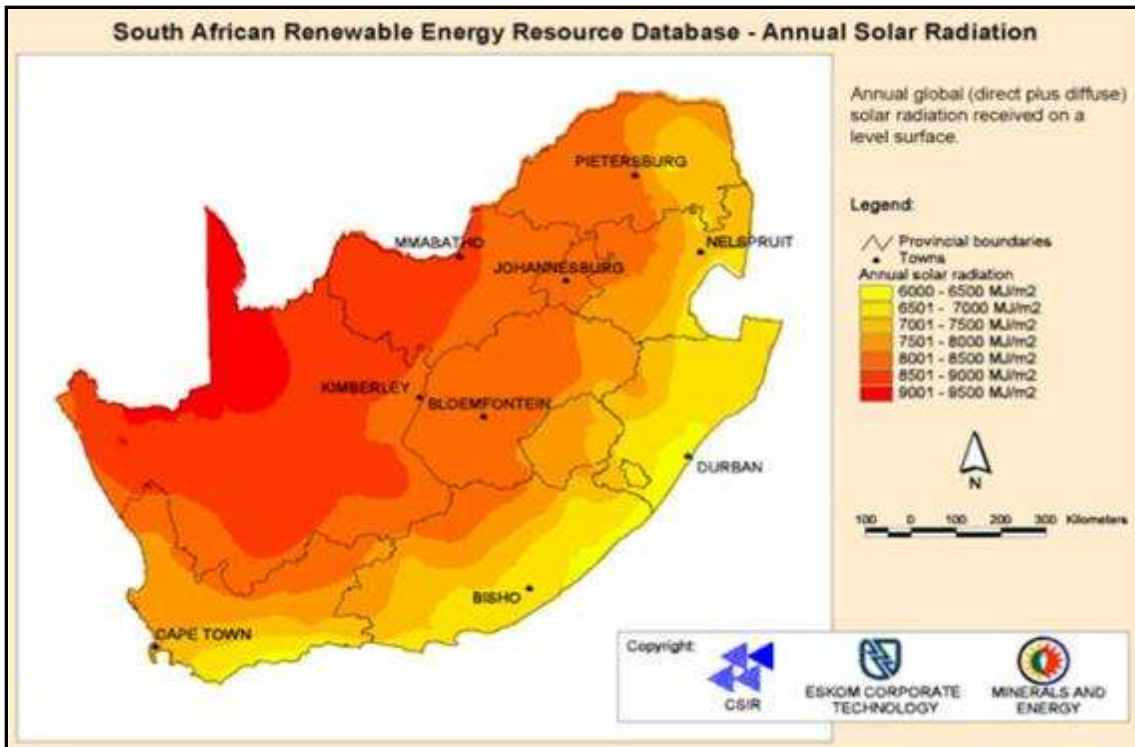 South African Renewable Energy Resource Database - Annual Solar Radiation
Annual global (direct plus diffuse)
solar radiation received on a
level surface.
PIETERSBURG
Legend:
MMABATHO
NELSPRUIT
Provincial boundaries
Towns
JOHANNESBURG
Annual solar radiation
6000 - 6500 MJ/m2
6501 - 7000 MJ/m2
7001 - 7500 MJ/m2
7501 - 8000 MJ/m2
8001 - 8500 MJ/m2
8501 - 9000 MJ/m2
9001 - 9500 MJ/m2
KIMBERLEY
BLOEMFONTEIN
DURBAN
N
100 0 100 200 300 Kilometers
BISHO
CAPE TOWN
Copyright:
CSIR
ESKOM CORPORATE
TECHNOLOGY
MINERALS AND
ENERGY